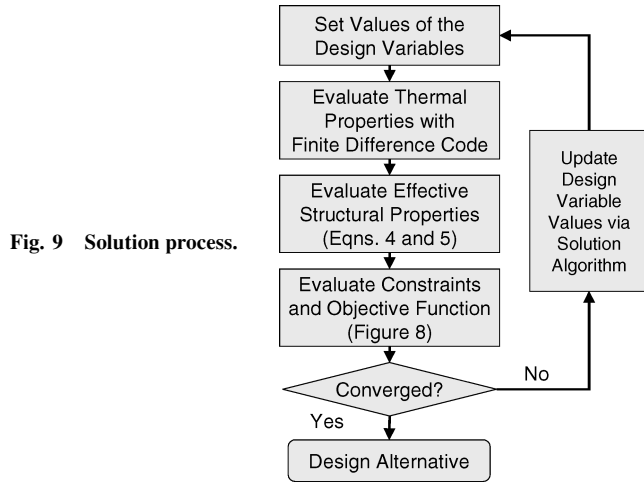 Set Values of the
Design Variables
Evaluate Thermal
Properties with
Finite Difference Code
Evaluate Effective
Structural Properties
(Eqns. 4 and 5)
Evaluate Constraints
and Objective Function
(Figure 8)
Converged?
No
Yes
Design Alternative
Update
Design
Variable
Values via
Solution
Algorithm
Fig. 9 Solution process.